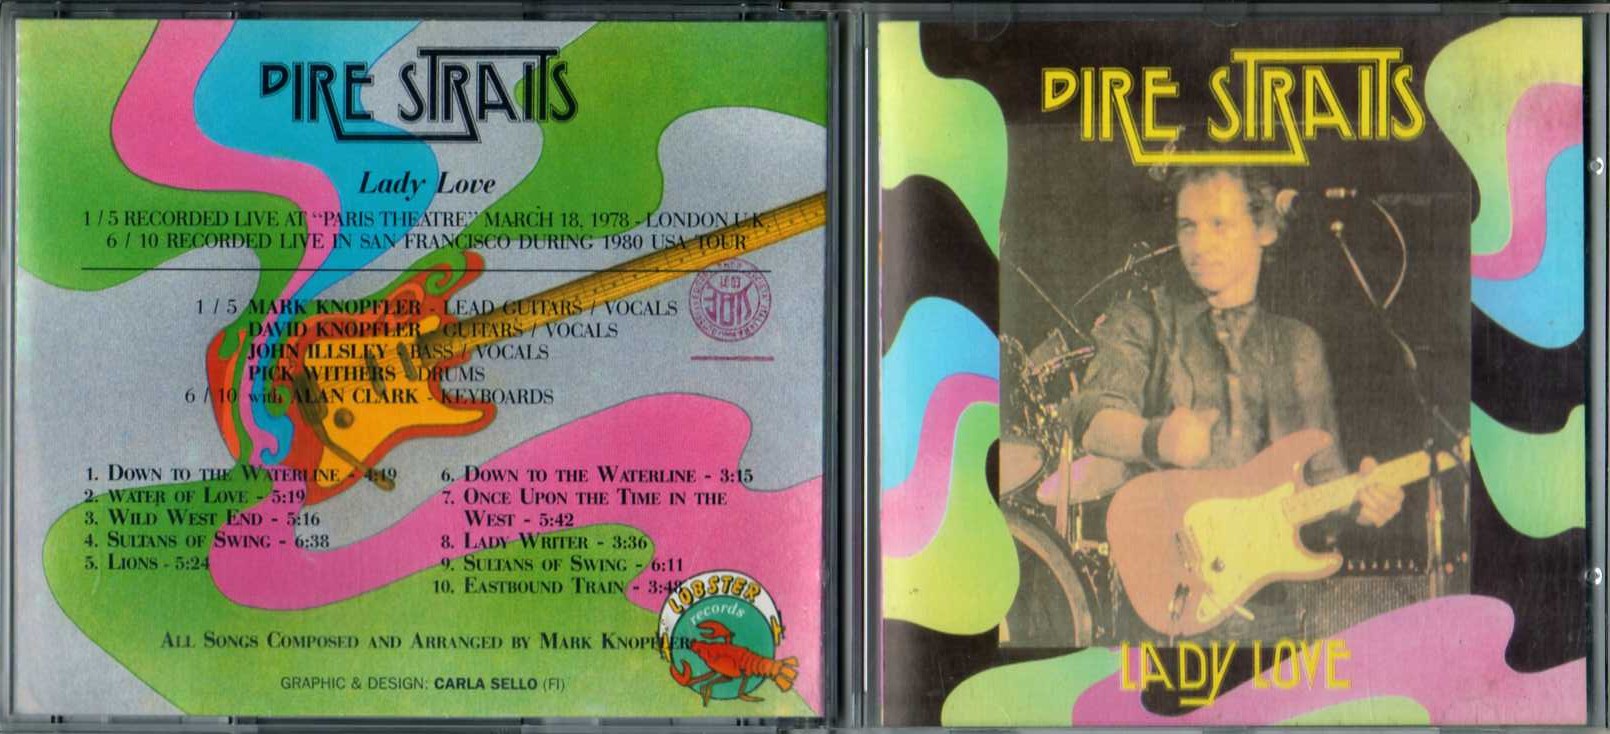 DIRE STRAITS
Lady Love
1 / 5 RECORDED LIVE AT "PARIS THEATRE" MARCH 18, 1978 - LONDON U.K.
6 / 10 RECORDED LIVE IN SAN FRANCISCO DURING 1980 USA TOUR
1 / 5 MARK KNOPFLER - LEAD GUITARS / VOCALS
DAVID KNOPFLER - GUITARS / VOCALS
JOHN ILLSLEY - BASS / VOCALS
PICK WITHERS - DRUMS
6 / 10 with ALAN CLARK - KEYBOARDS
1. DOWN TO THE WATERLINE - 4:19
2. WATER OF LOVE - 5:19
3. WILD WEST END - 5:16
4. SULTANS OF SWING - 6:38
5. LIONS - 5:24
6. DOWN TO THE WATERLINE - 3:15
7. ONCE UPON THE TIME IN THE
WEST - 5:42
8. LADY WRITER - 3:36
9. SULTANS OF SWING - 6:11
10. EASTBOUND TRAIN - 3:48
LOBSTER
records
ALL SONGS COMPOSED AND ARRANGED BY MARK KNOPFLER
GRAPHIC & DESIGN: CARLA SELLO (FI)
DIRE STRAITS
LADY LOVE